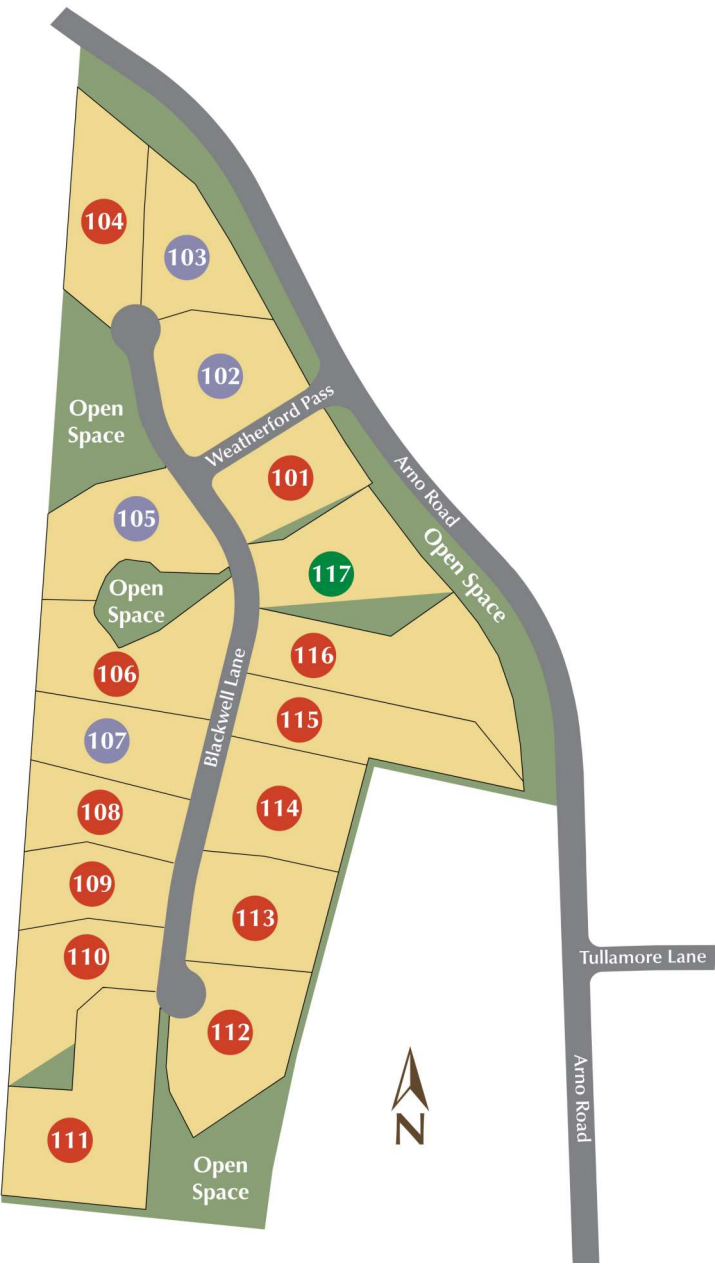 104
103
102
Open
Space
Weatherford Pass
101
Arno Road
105
Open Space
117
Open
Space
116
106
Blackwell Lane
115
107
114
108
109
113
110
Tullamore Lane
112
N
Arno Road
111
Open
Space